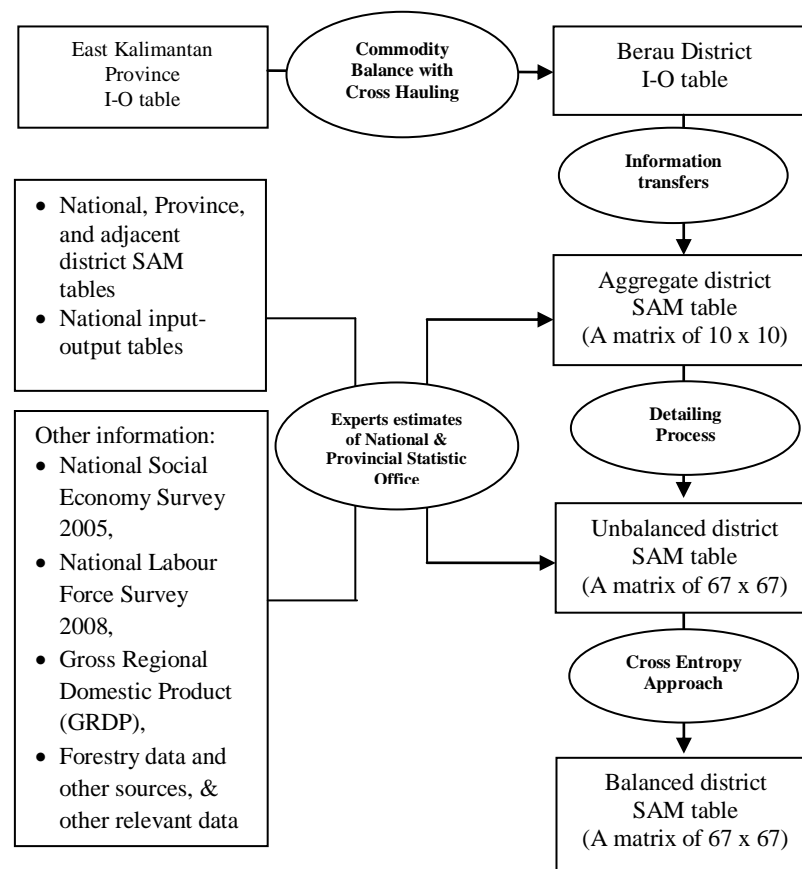 East Kalimantan
Province
I-O table
Commodity
Balance with
Cross Hauling
Berau District
I-O table
Information
transfers
• National, Province,
and adjacent
district SAM
tables
• National input-
output tables
Aggregate district
SAM table
(A matrix of 10 x 10)
Experts estimates
of National &
Provincial Statistic
Office
Detailing
Process
Other information:
• National Social
Economy Survey
2005,
• National Labour
Force Survey
2008,
• Gross Regional
Domestic Product
(GRDP),
• Forestry data and
other sources, &
other relevant data
Unbalanced district
SAM table
(A matrix of 67 x 67)
Cross Entropy
Approach
Balanced district
SAM table
(A matrix of 67 x 67)